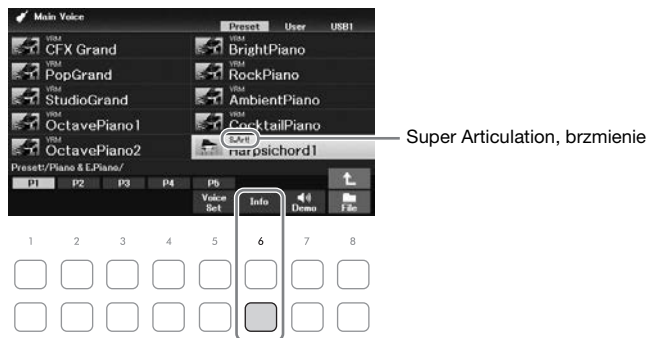 Main Voice
Preset User USB1
VRM
CFX Grand
VRM
BrightPiano
VRM
PopGrand
VRM
RockPiano
VRM
StudioGrand
VRM
AmbientPiano
VRM
OctavePiano1
VRM
CocktailPiano
VRM
OctavePiano2
S.Art!
Harpsichord1
Super Articulation, brzmienie
Preset:/Piano & E.Piano/
P1 P2 P3 P4 P5
Voice Set
Info
Demo
File
1 2 3 4 5 6 7 8